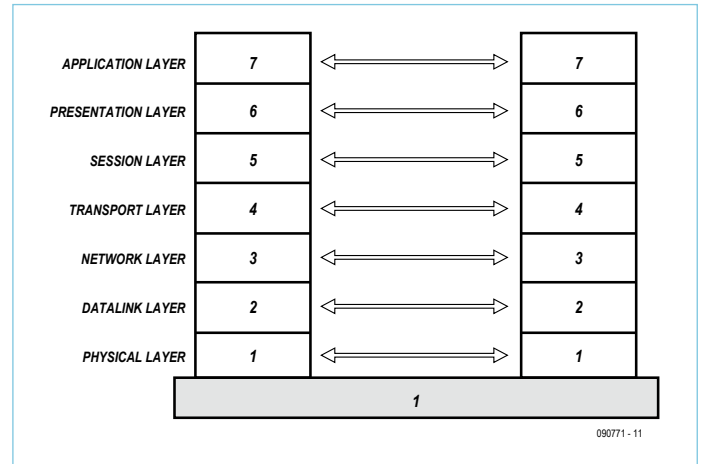 APPLICATION LAYER 7 7
PRESENTATION LAYER 6 6
SESSION LAYER 5 5
TRANSPORT LAYER 4 4
NETWORK LAYER 3 3
DATALINK LAYER 2 2
PHYSICAL LAYER 1 1
1
090771 - 11